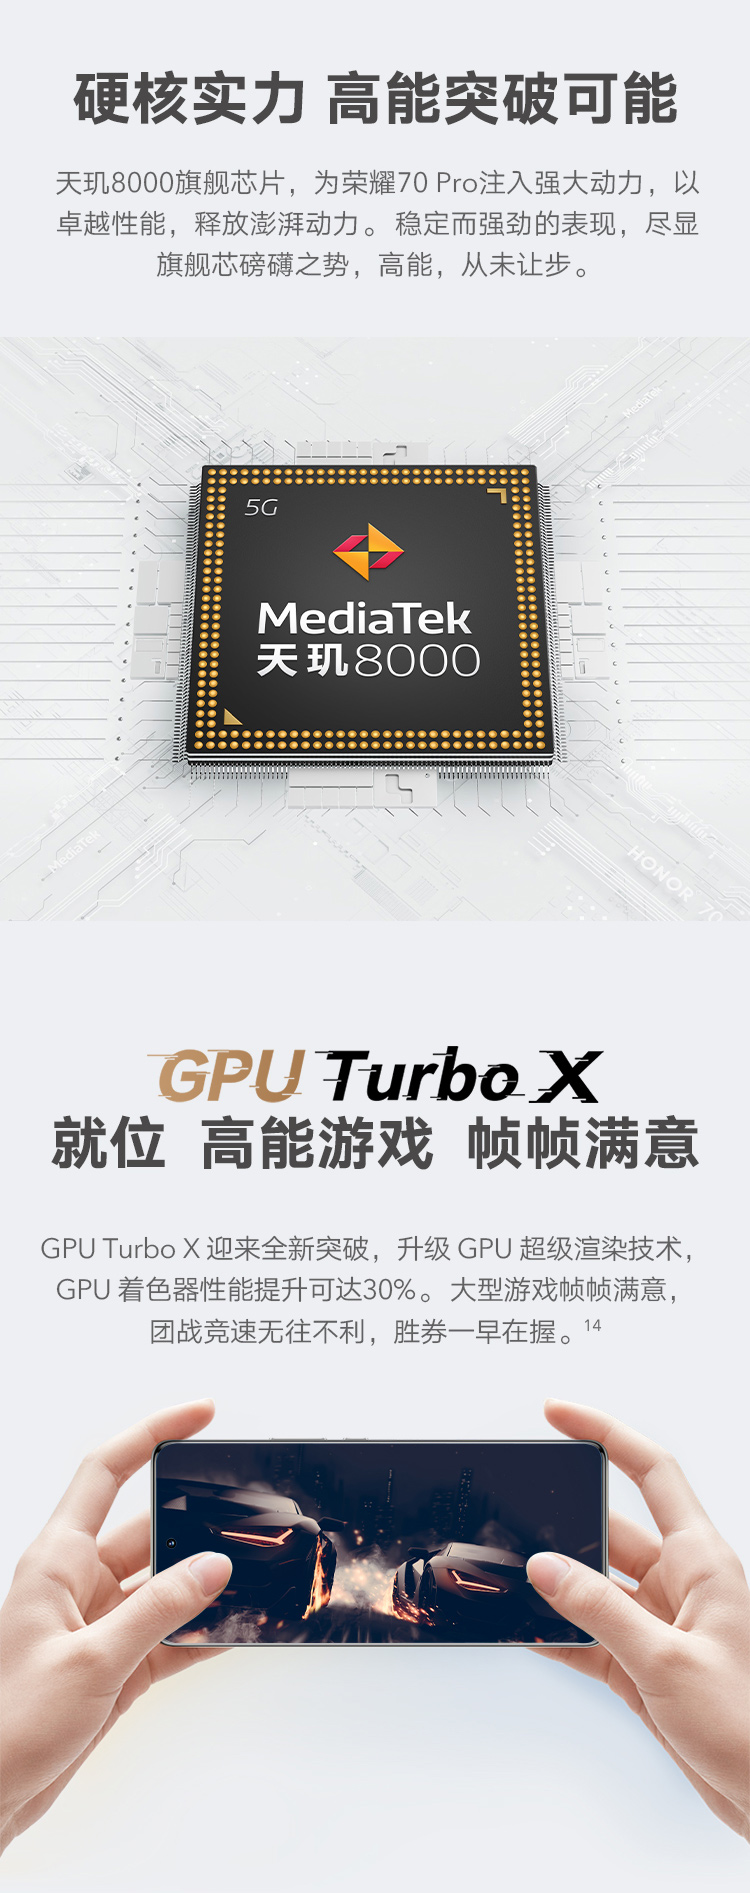 硬核实力 高能突破可能
天玑8000旗舰芯片，为荣耀70 Pro注入强大动力，以
卓越性能，释放澎湃动力。稳定而强劲的表现，尽显
旗舰芯磅礴之势，高能，从未让步。
MediaTek
5G
MediaTek
天玑8000
MediaTek
HONOR 70
GPU Turbo X
就位 高能游戏 帧帧满意
GPU Turbo X 迎来全新突破，升级 GPU 超级渲染技术，
GPU 着色器性能提升可达30%。大型游戏帧帧满意，
团战竞速无往不利，胜券一早在握。14